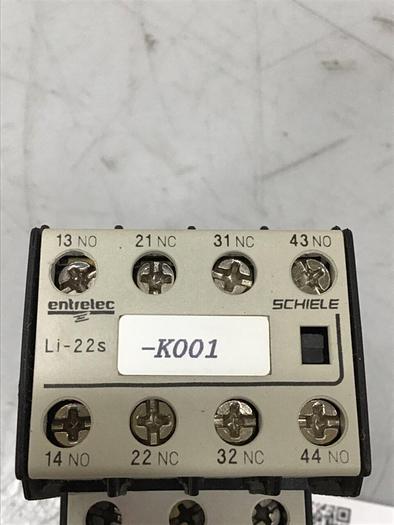 13 NO 21 NC 31 NC 43 NO
entrelec SCHIELE
Li-22s -K001
14 NO 22 NC 32 NC 44 NO